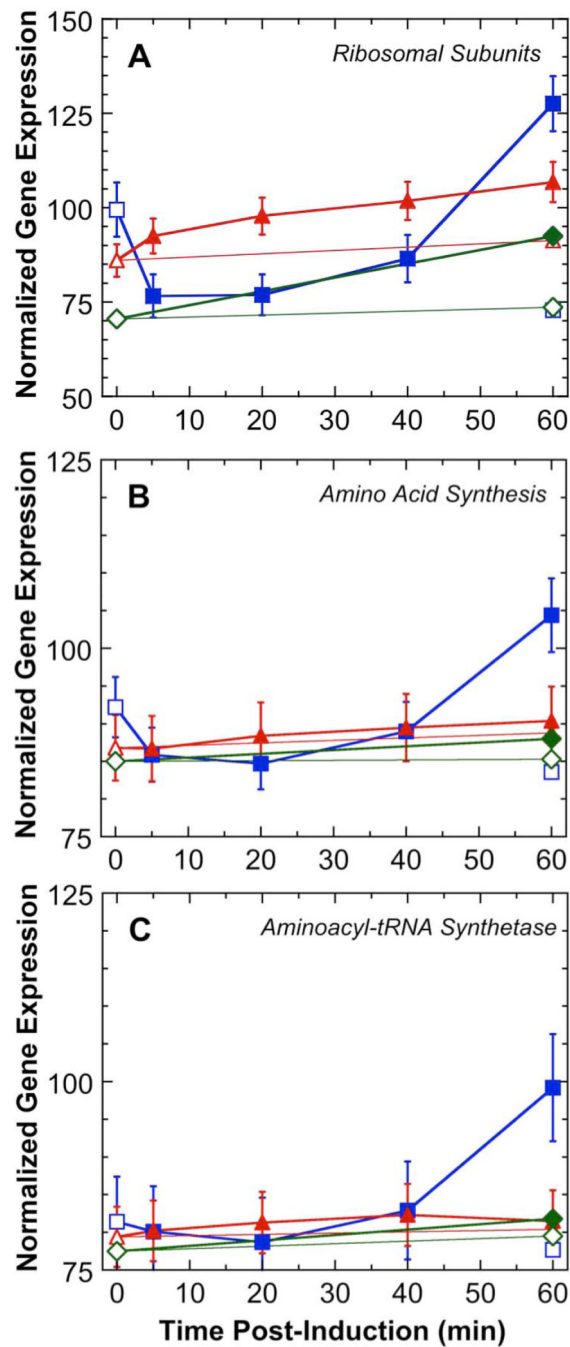 150
A
Ribosomal Subunits
125
100
75
50
Normalized Gene Expression
0 10 20 30 40 50 60
125
B
Amino Acid Synthesis
100
75
Normalized Gene Expression
0 10 20 30 40 50 60
125
C
Aminoacyl-tRNA Synthetase
100
75
Normalized Gene Expression
0 10 20 30 40 50 60
Time Post-Induction (min)